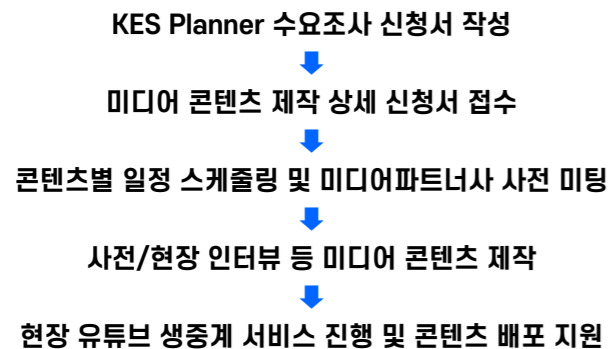 KES Planner 수요조사 신청서 작성
미디어 콘텐츠 제작 상세 신청서 접수
콘텐츠별 일정 스케줄링 및 미디어파트너사 사전 미팅
사전/현장 인터뷰 등 미디어 콘텐츠 제작
현장 유튜브 생중계 서비스 진행 및 콘텐츠 배포 지원